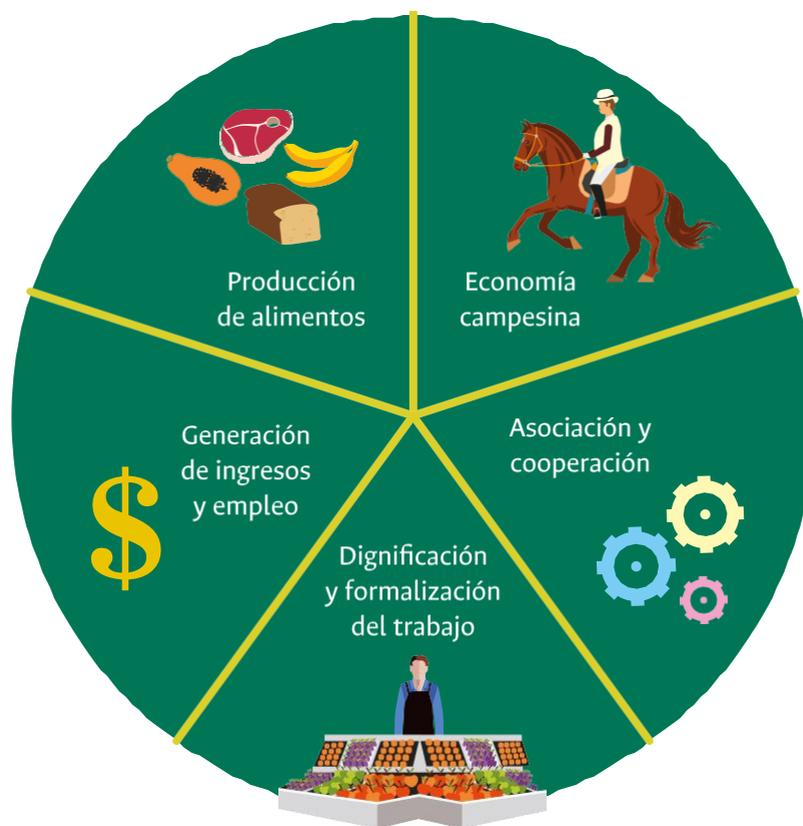 Producción
de alimentos
Economía
campesina
Generación
de ingresos
y empleo
Asociación y
cooperación
Dignificación
y formalización
del trabajo
$